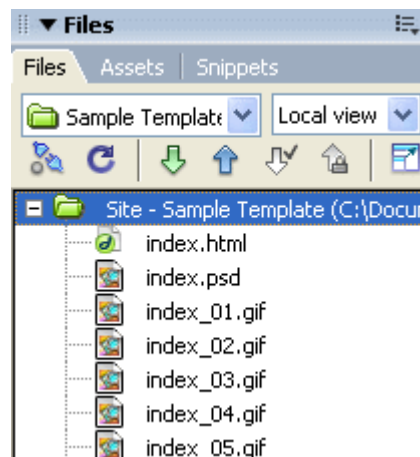 Files
Files Assets Snippets
Sample Template Local view
Site - Sample Template (C:\Docum
index.html
index.psd
index_01.gif
index_02.gif
index_03.gif
index_04.gif
index_05.gif